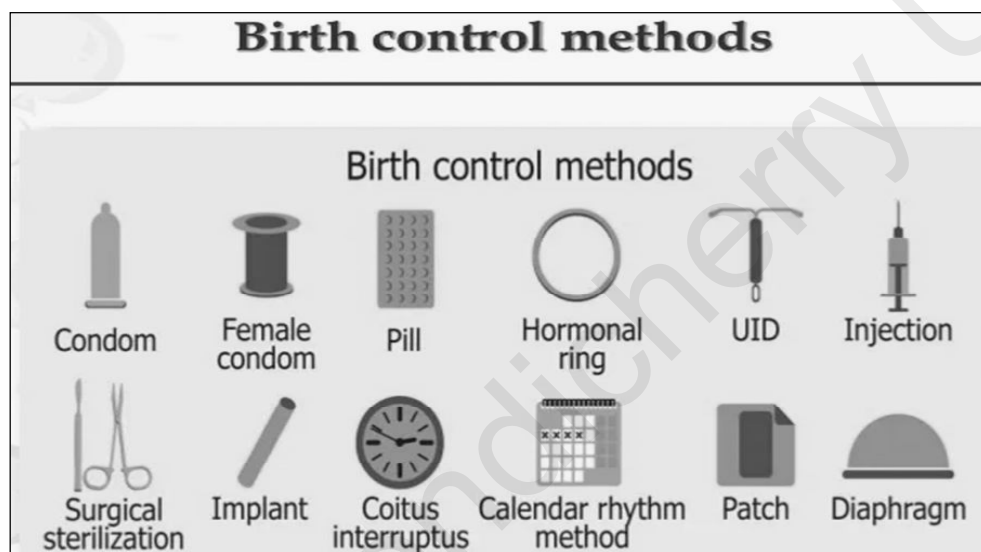 Birth control methods
Birth control methods
Condom
Female
condom
Pill
Hormonal
ring
UID
Injection
Surgical
sterilization
Implant
Coitus
interruptus
Calendar rhythm
method
Patch
Diaphragm